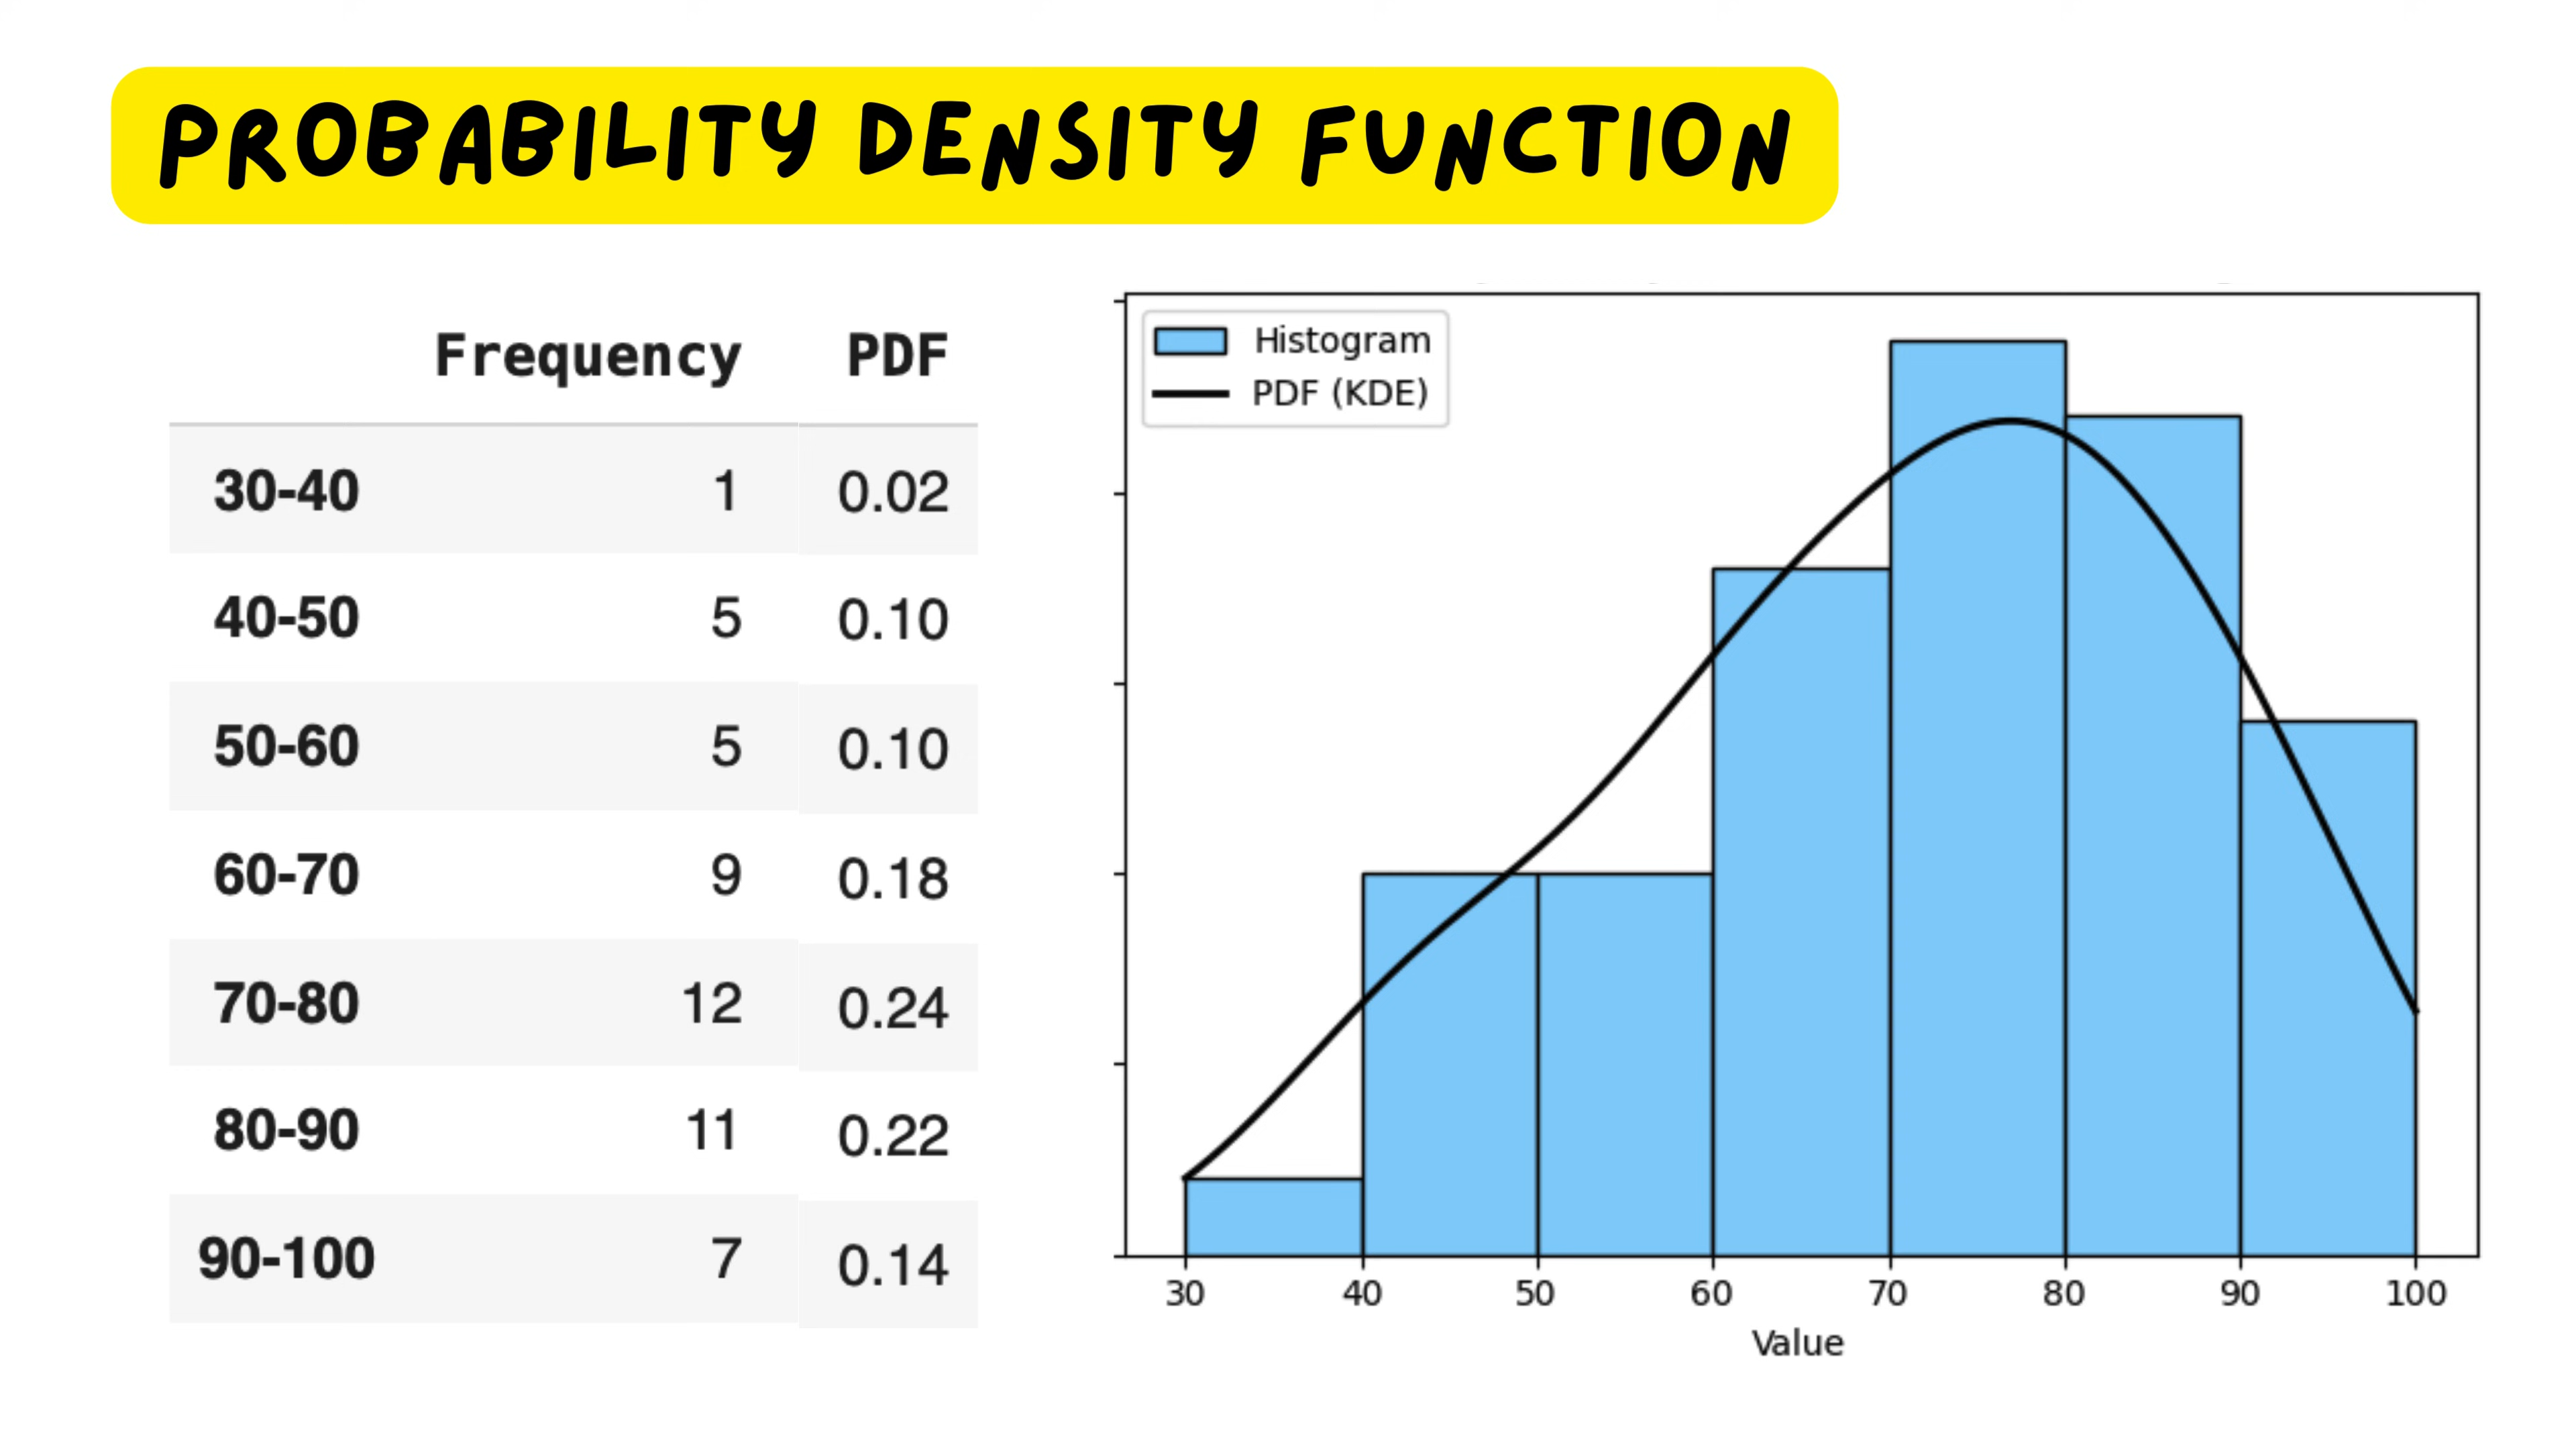 PROBABILITY DENSITY FUNCTION
Frequency PDF
30-40 1 0.02
40-50 5 0.10
50-60 5 0.10
60-70 9 0.18
70-80 12 0.24
80-90 11 0.22
90-100 7 0.14
Histogram
PDF (KDE)
30 40 50 60 70 80 90 100
Value